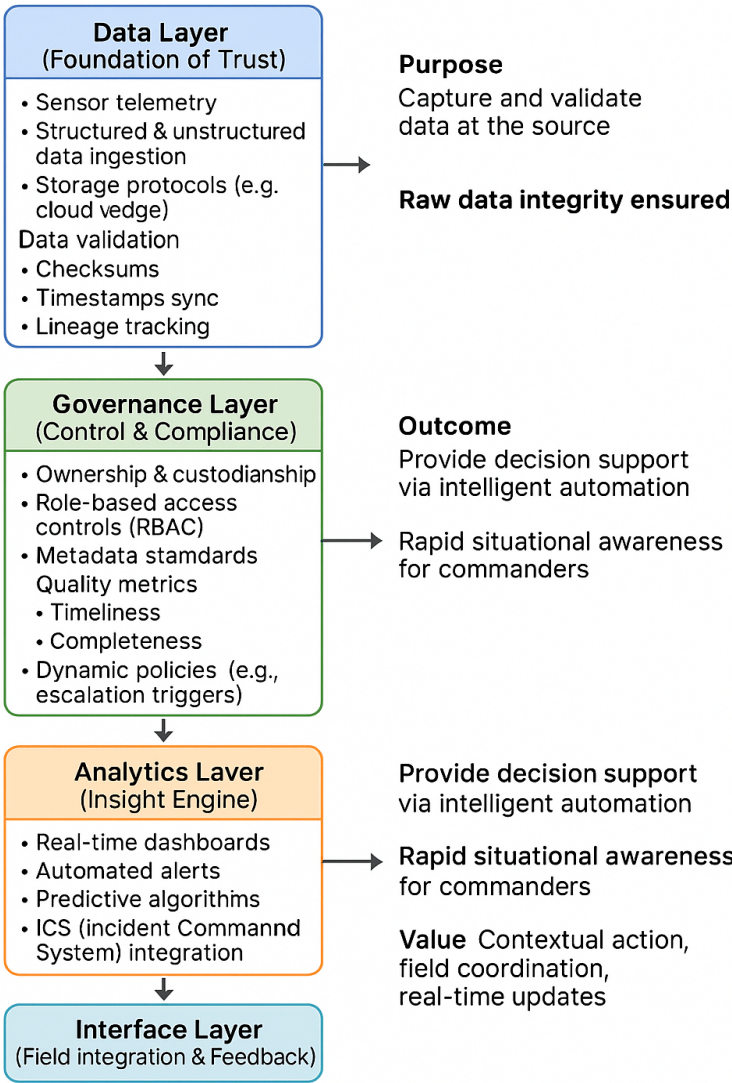 Data Layer
(Foundation of Trust)
• Sensor telemetry
• Structured & unstructured
data ingestion
• Storage protocols (e.g.
cloud vedge)
Data validation
• Checksums
• Timestamps sync
• Lineage tracking
Purpose
Capture and validate
data at the source
Raw data integrity ensured
Governance Layer
(Control & Compliance)
• Ownership & custodianship
• Role-based access
controls (RBAC)
• Metadata stamdards
Quality metrics
• Timeliness
• Completeness
• Dynamic policies (e.g.,
escalation triggers)
Outcome
Provide decision support
via intelligent automation
Rapid situational awareness
for commanders
Analytics Laver
(Insight Engine)
• Real-time dashboards
• Automated alerts
• Predictive algorithms
• ICS (incident Commannd
System) integration
Provide decision support
via intelligent automation
Rapid situational awareness
for commanders
Value Contextual action,
field coordination,
real-time updates
Interface Layer
(Field integration & Feedback)